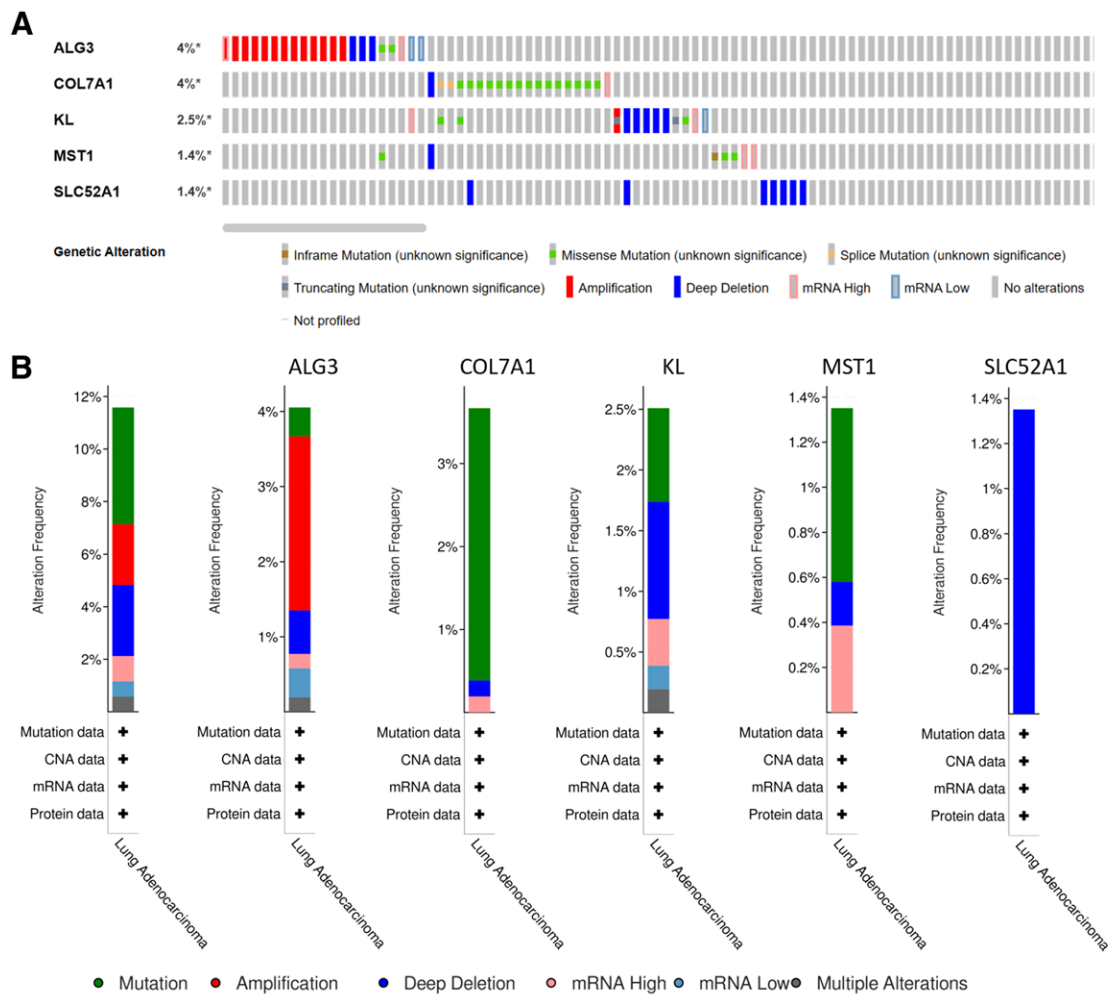 A
ALG3 4%*
COL7A1 4%*
KL 2.5%*
MST1 1.4%*
SLC52A1 1.4%*
Genetic Alteration Inframe Mutation (unknown significance) Missense Mutation (unknown significance) Splice Mutation (unknown significance)
Truncating Mutation (unknown significance) Amplification Deep Deletion mRNA High mRNA Low No alterations
Not profiled
B
ALG3 COL7A1 KL MST1 SLC52A1
Alteration Frequency
12%
10%
8%
6%
4%
2%
Mutation data
CNA data
mRNA data
Protein data
Lung Adenocarcinoma
Alteration Frequency
4%
3%
2%
1%
Mutation data
CNA data
mRNA data
Protein data
Lung Adenocarcinoma
Alteration Frequency
3%
2%
1%
Mutation data
CNA data
mRNA data
Protein data
Lung Adenocarcinoma
Alteration Frequency
2.5%
2%
1.5%
1%
0.5%
Mutation data
CNA data
mRNA data
Protein data
Lung Adenocarcinoma
Alteration Frequency
1.4%
1.2%
1%
0.8%
0.6%
0.4%
0.2%
Mutation data
CNA data
mRNA data
Protein data
Lung Adenocarcinoma
Alteration Frequency
1.4%
1.2%
1%
0.8%
0.6%
0.4%
0.2%
Mutation data
CNA data
mRNA data
Protein data
Lung Adenocarcinoma
Mutation Amplification Deep Deletion mRNA High mRNA Low Multiple Alterations